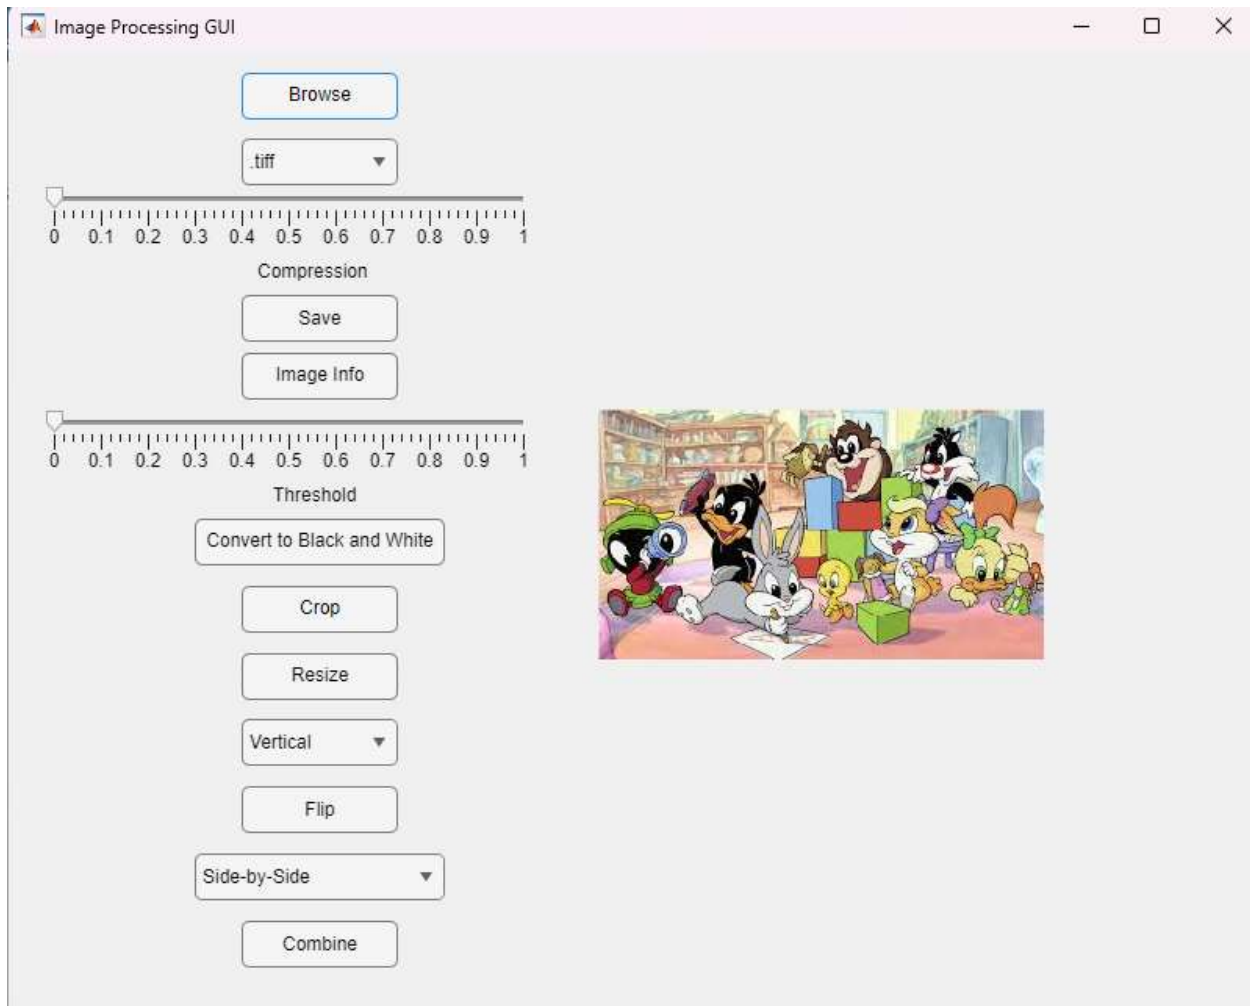 Image Processing GUI
Browse
.tiff
0 0.1 0.2 0.3 0.4 0.5 0.6 0.7 0.8 0.9 1
Compression
Save
Image Info
0 0.1 0.2 0.3 0.4 0.5 0.6 0.7 0.8 0.9 1
Threshold
Convert to Black and White
Crop
Resize
Vertical
Flip
Side-by-Side
Combine